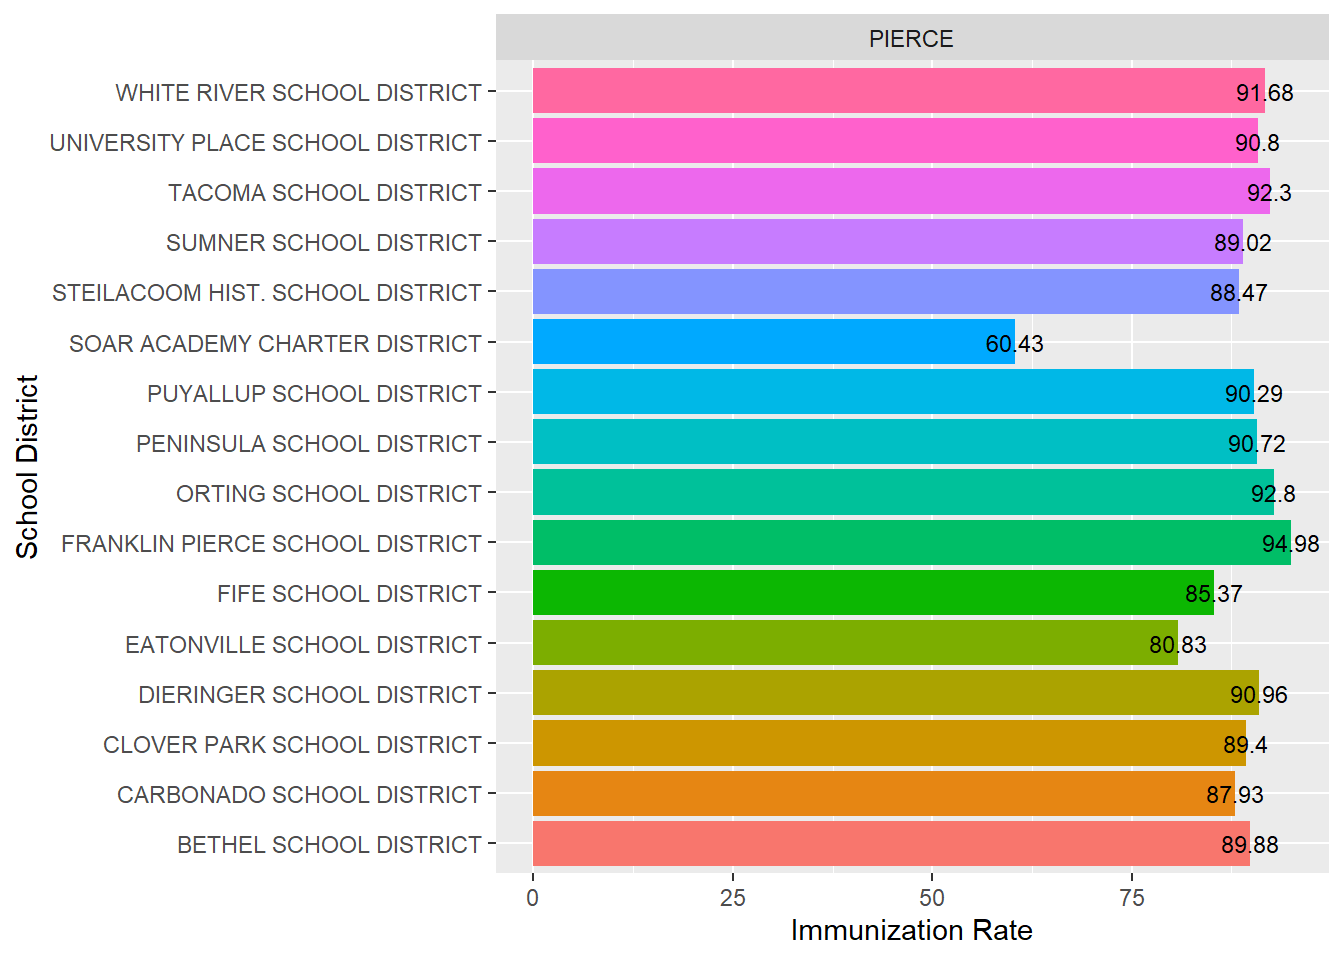 PIERCE
WHITE RIVER SCHOOL DISTRICT 91.68
UNIVERSITY PLACE SCHOOL DISTRICT 90.8
TACOMA SCHOOL DISTRICT 92.3
SUMNER SCHOOL DISTRICT 89.02
STEILACOOM HIST. SCHOOL DISTRICT 88.47
SOAR ACADEMY CHARTER DISTRICT 60.43
PUYALLUP SCHOOL DISTRICT 90.29
PENINSULA SCHOOL DISTRICT 90.72
ORTING SCHOOL DISTRICT 92.8
FRANKLIN PIERCE SCHOOL DISTRICT 94.98
FIFE SCHOOL DISTRICT 85.37
EATONVILLE SCHOOL DISTRICT 80.83
DIERINGER SCHOOL DISTRICT 90.96
CLOVER PARK SCHOOL DISTRICT 89.4
CARBONADO SCHOOL DISTRICT 87.93
BETHEL SCHOOL DISTRICT 89.88
School District
0 25 50 75
Immunization Rate